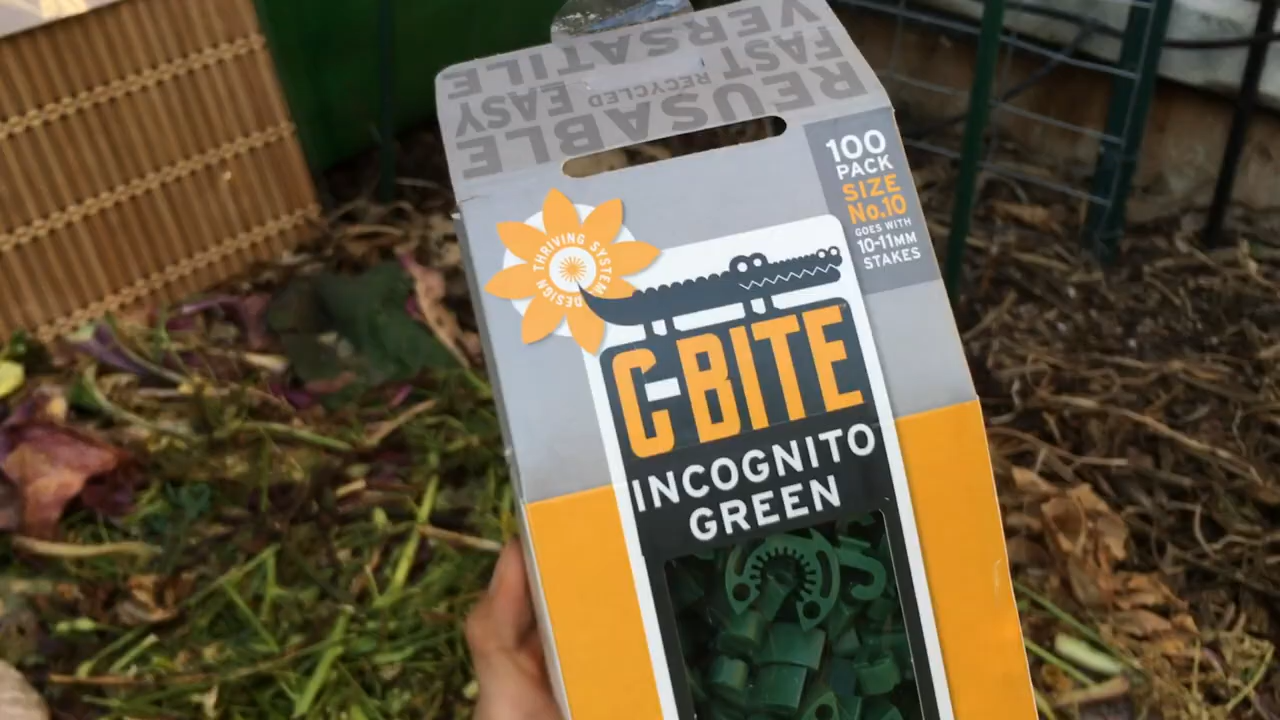 VERSATILE
FAST
EASY
RECYCLED
REUSABLE
100
PACK
SIZE
No.10
GOES WITH
10-11MM
STAKES
THRIVING SYSTEM DESIGN
C-BITE
INCOGNITO
GREEN